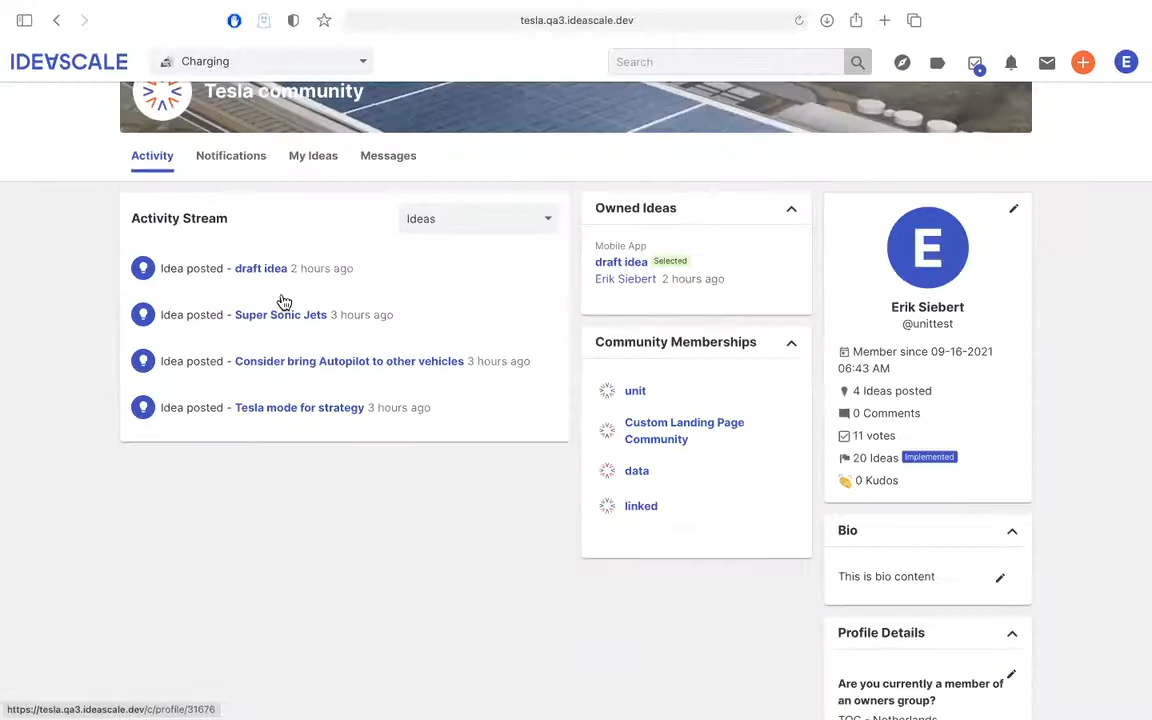 tesla.qa3.ideascale.dev
IDEASCALE
Charging
Search
E
Tesla community
Activity
Notifications
My Ideas
Messages
Activity Stream
Ideas
Idea posted - draft idea 2 hours ago
Idea posted - Super Sonic Jets 3 hours ago
Idea posted - Consider bring Autopilot to other vehicles 3 hours ago
Idea posted - Tesla mode for strategy 3 hours ago
Owned Ideas
Mobile App
draft idea Selected
Erik Siebert 2 hours ago
Community Memberships
unit
Custom Landing Page
Community
data
linked
E
Erik Siebert
@unittest
Member since 09-16-2021
06:43 AM
4 Ideas posted
0 Comments
11 votes
20 Ideas Implemented
0 Kudos
Bio
This is bio content
Profile Details
Are you currently a member of
an owners group?
TOC - Netherlands
https://tesla.qa3.ideascale.dev/c/profile/31676